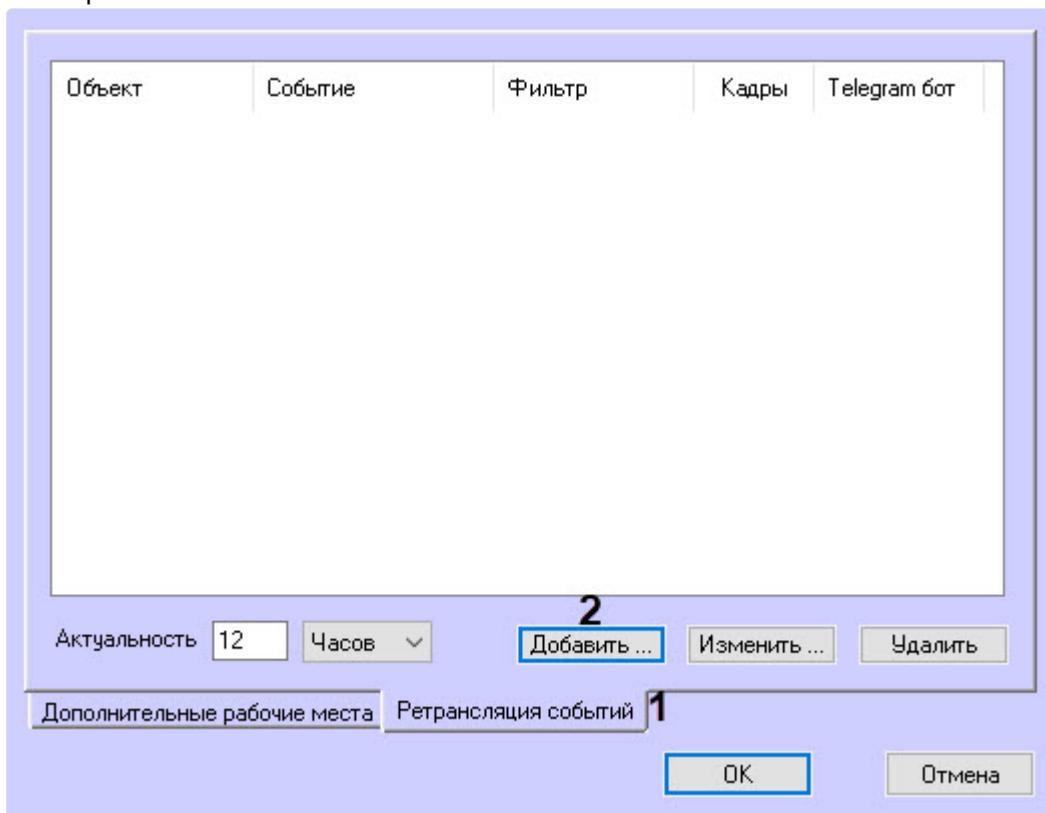 Объект Событие Фильтр Кадры Telegram бот
2
Актуальность 12 Часов Добавить ... Изменить ... Удалить
Дополнительные рабочие места Ретрансляция событий 1
OK Отмена